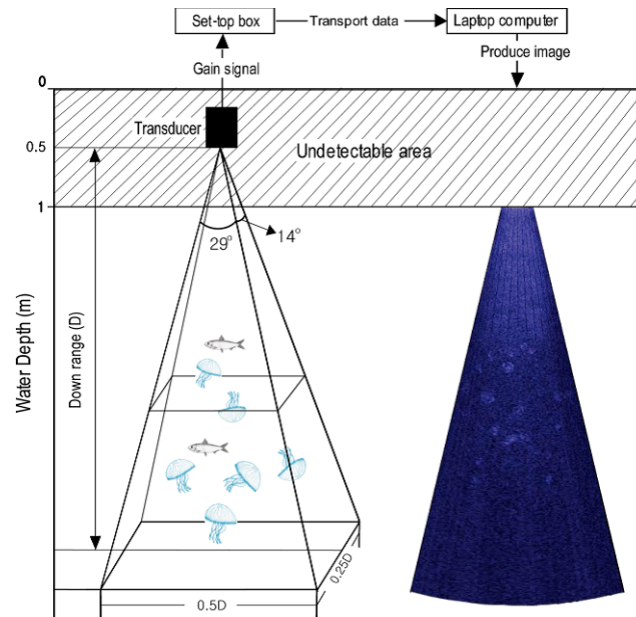 Set-top box
Transport data
Laptop computer
Gain signal
Produce image
0
Transducer
0.5
Undetectable area
1
29°
14°
Water Depth (m)
Down range (D)
0.25D
0.5D